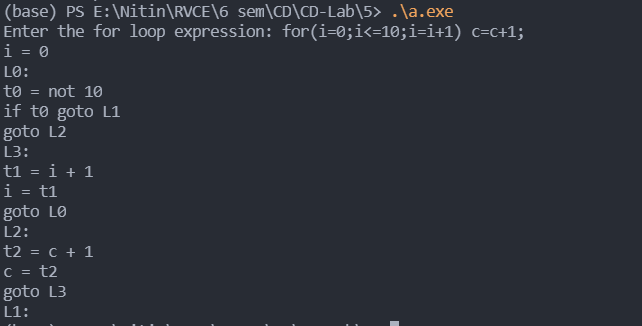 (base) PS E:\Nitin\RVCE\6 sem\CD\CD-Lab\5> .\a.exe
Enter the for loop expression: for(i=0;i<=10;i=i+1) c=c+1;
i = 0
L0:
t0 = not 10
if t0 goto L1
goto L2
L3:
t1 = i + 1
i = t1
goto L0
L2:
t2 = c + 1
c = t2
goto L3
L1: